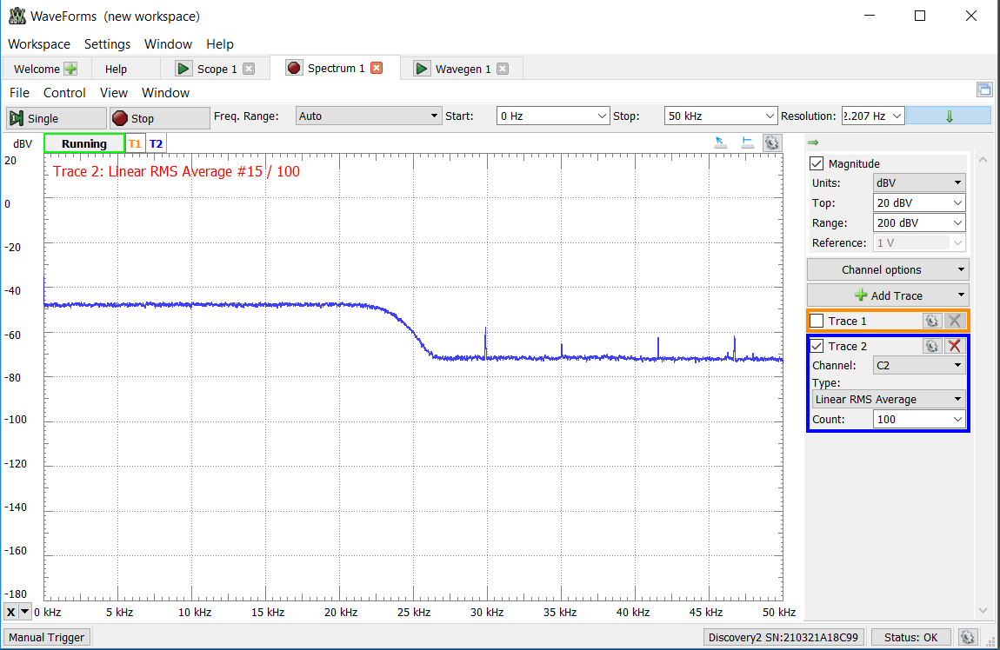 WaveForms (new workspace)
Workspace Settings Window Help
Welcome Help Scope 1 Spectrum 1 Wavegen 1
File Control View Window
Single Stop Freq. Range: Auto Start: 0 Hz Stop: 50 kHz Resolution: 2.207 Hz
dBV Running T1 T2
Trace 2: Linear RMS Average #15 / 100
20
0
-20
-40
-60
-80
-100
-120
-140
-160
-180
X 0 kHz 5 kHz 10 kHz 15 kHz 20 kHz 25 kHz 30 kHz 35 kHz 40 kHz 45 kHz 50 kHz
Magnitude
Units: dBV
Top: 20 dBV
Range: 200 dBV
Reference: 1 V
Channel options
Add Trace
Trace 1
Trace 2
Channel: C2
Type:
Linear RMS Average
Count: 100
Manual Trigger Discovery2 SN:210321A18C99 Status: OK